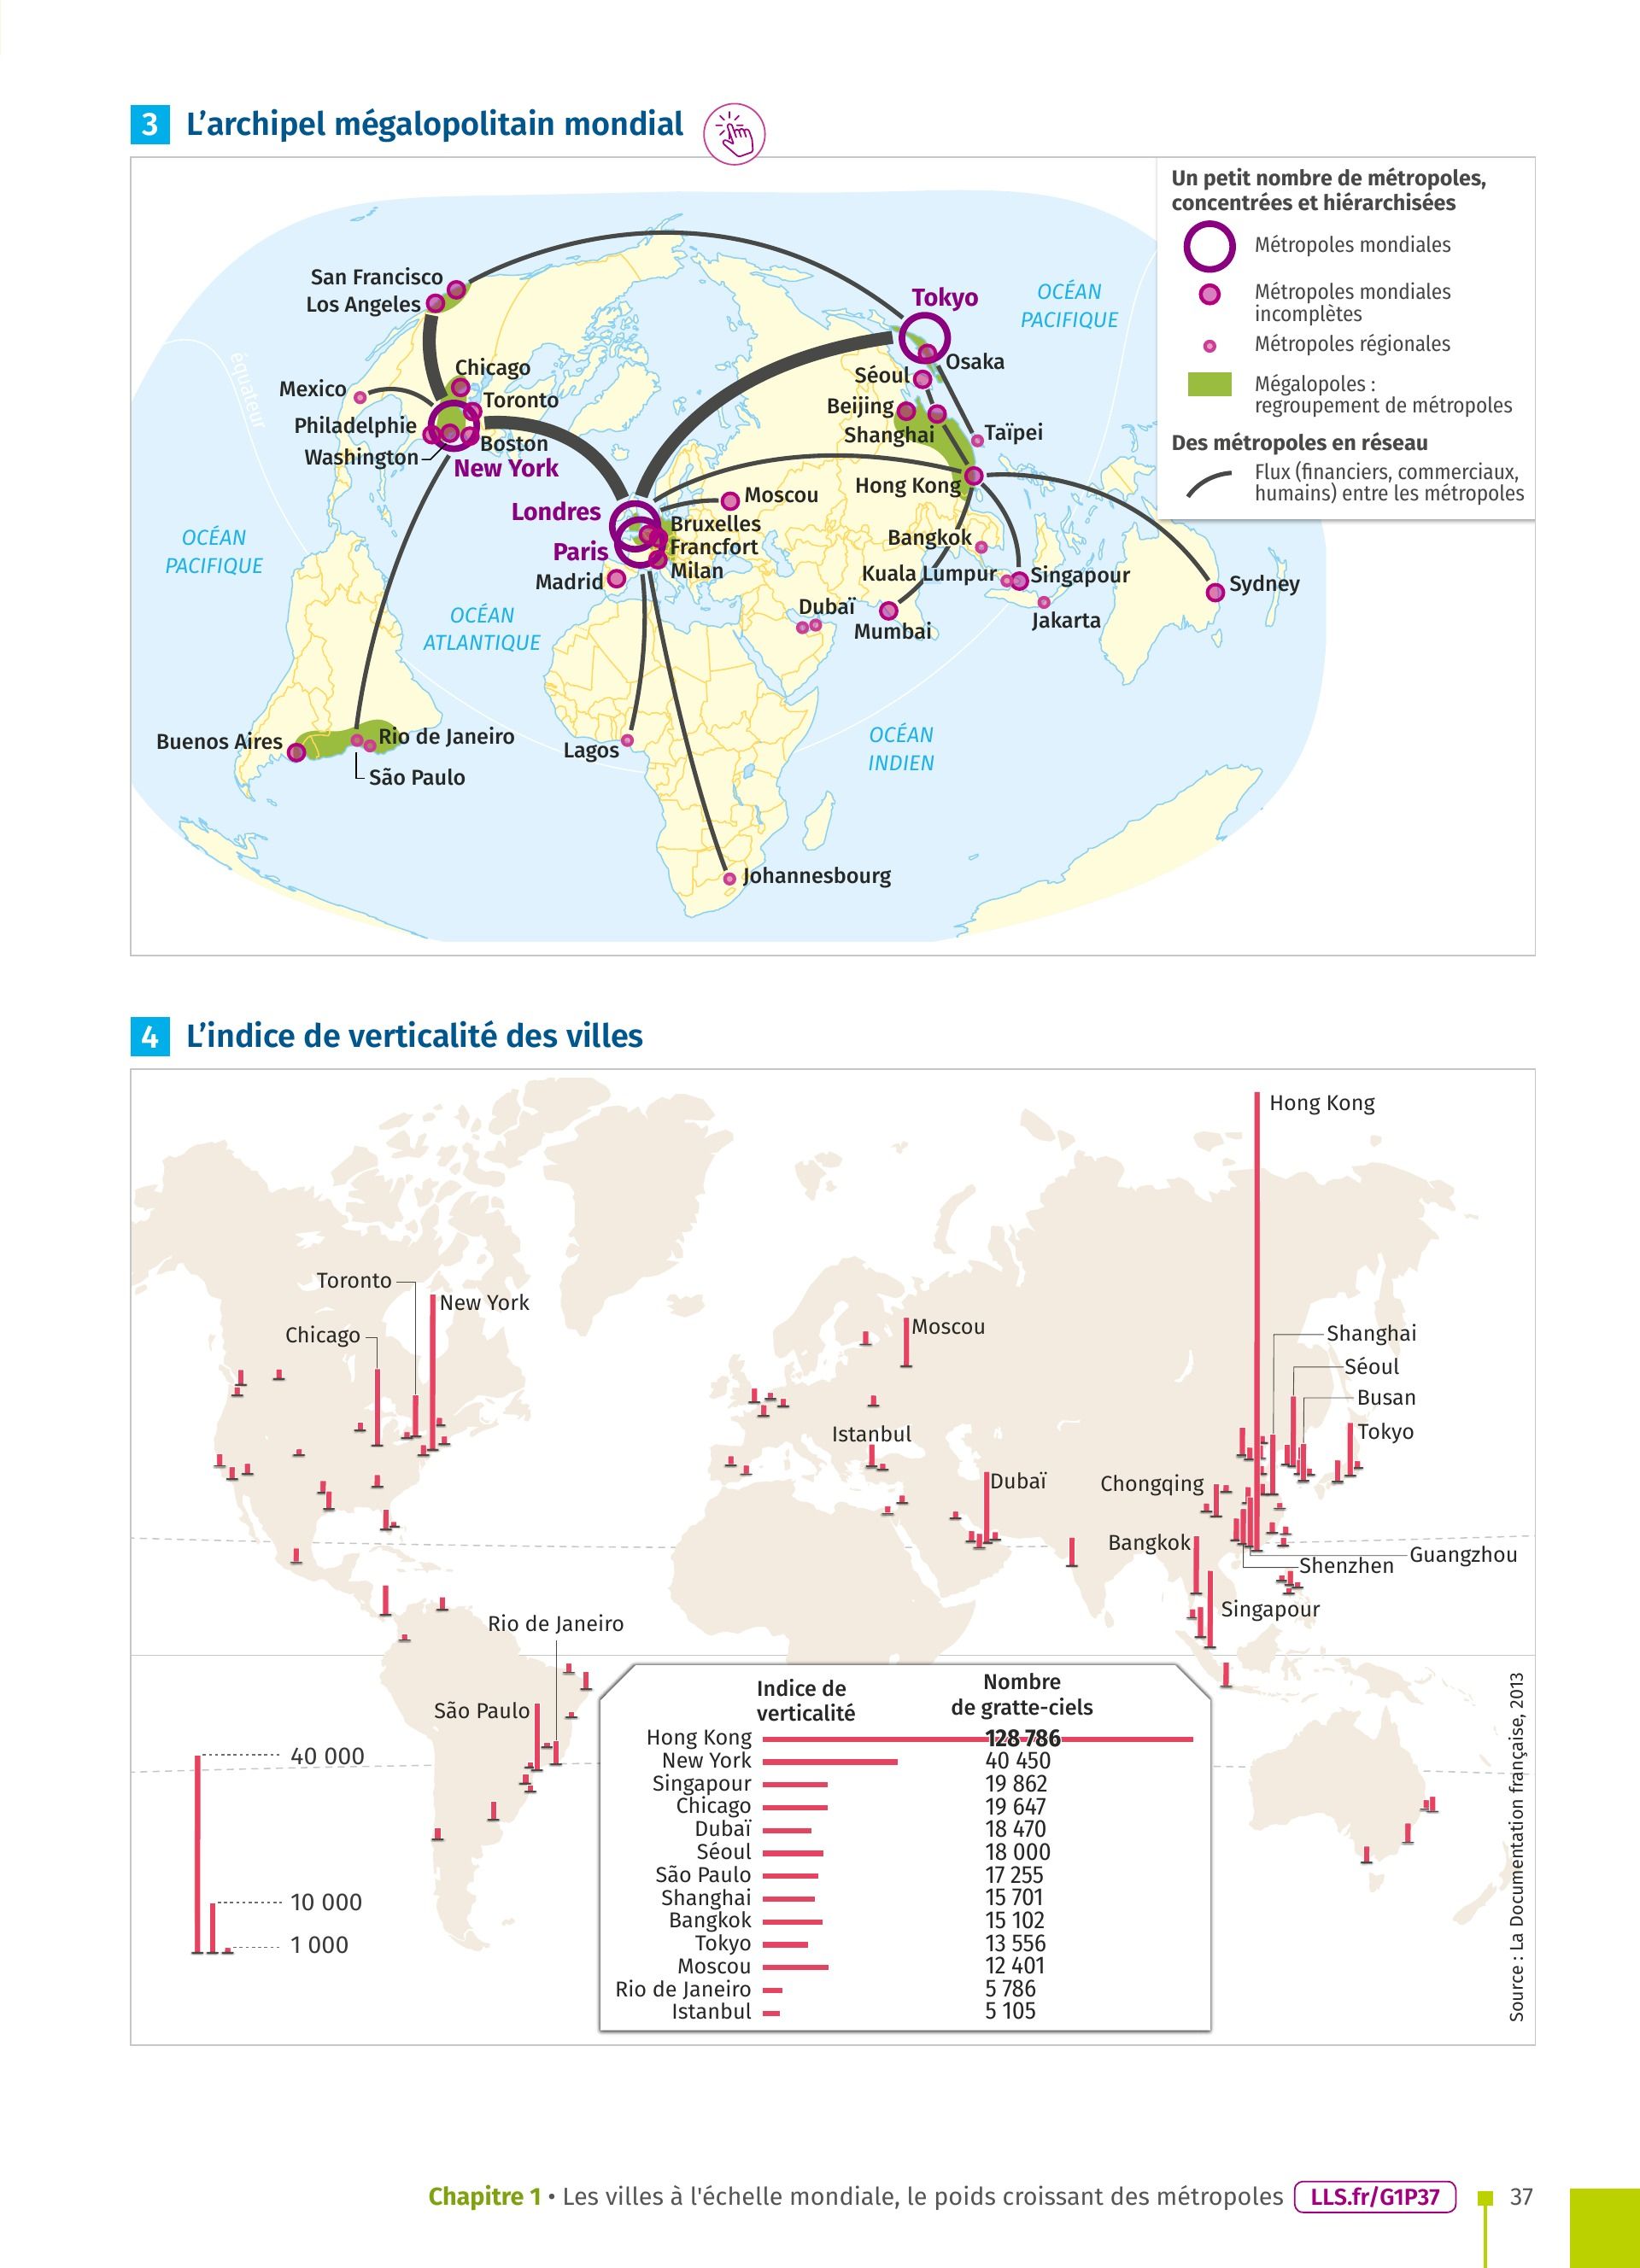 3 L'archipel mégalopolitain mondial
Un petit nombre de métropoles,
concentrées et hiérarchisées
Métropoles mondiales
Métropoles mondiales
incomplètes
Métropoles régionales
Mégalopoles :
regroupement de métropoles
Des métropoles en réseau
Flux (financiers, commerciaux,
humains) entre les métropoles
San Francisco
Los Angeles
Tokyo
OCÉAN
PACIFIQUE
équateur
Chicago
Osaka
Séoul
Mexico
Toronto
Beijing
Philadelphie
Boston
Shanghai
Taïpei
Washington
New York
Hong Kong
Moscou
Londres
Bruxelles
OCÉAN
PACIFIQUE
Paris
Francfort
Bangkok
Milan
Madrid
Kuala Lumpur
Singapour
Sydney
OCÉAN
ATLANTIQUE
Dubaï
Mumbai
Jakarta
Buenos Aires
Rio de Janeiro
Lagos
OCÉAN
INDIEN
São Paulo
Johannesbourg
4 L'indice de verticalité des villes
Hong Kong
Toronto
New York
Chicago
Moscou
Shanghai
Séoul
Busan
Tokyo
Istanbul
Dubaï
Chongqing
Bangkok
Guangzhou
Shenzhen
Singapour
Rio de Janeiro
São Paulo
40 000
10 000
1 000
Indice de
verticalité
Nombre
de gratte-ciels
Hong Kong 128 786
New York 40 450
Singapour 19 862
Chicago 19 647
Dubaï 18 470
Séoul 18 000
São Paulo 17 255
Shanghai 15 701
Bangkok 15 102
Tokyo 13 556
Moscou 12 401
Rio de Janeiro 5 786
Istanbul 5 105
Source : La Documentation française, 2013
Chapitre 1 • Les villes à l'échelle mondiale, le poids croissant des métropoles LLS.fr/G1P37 37